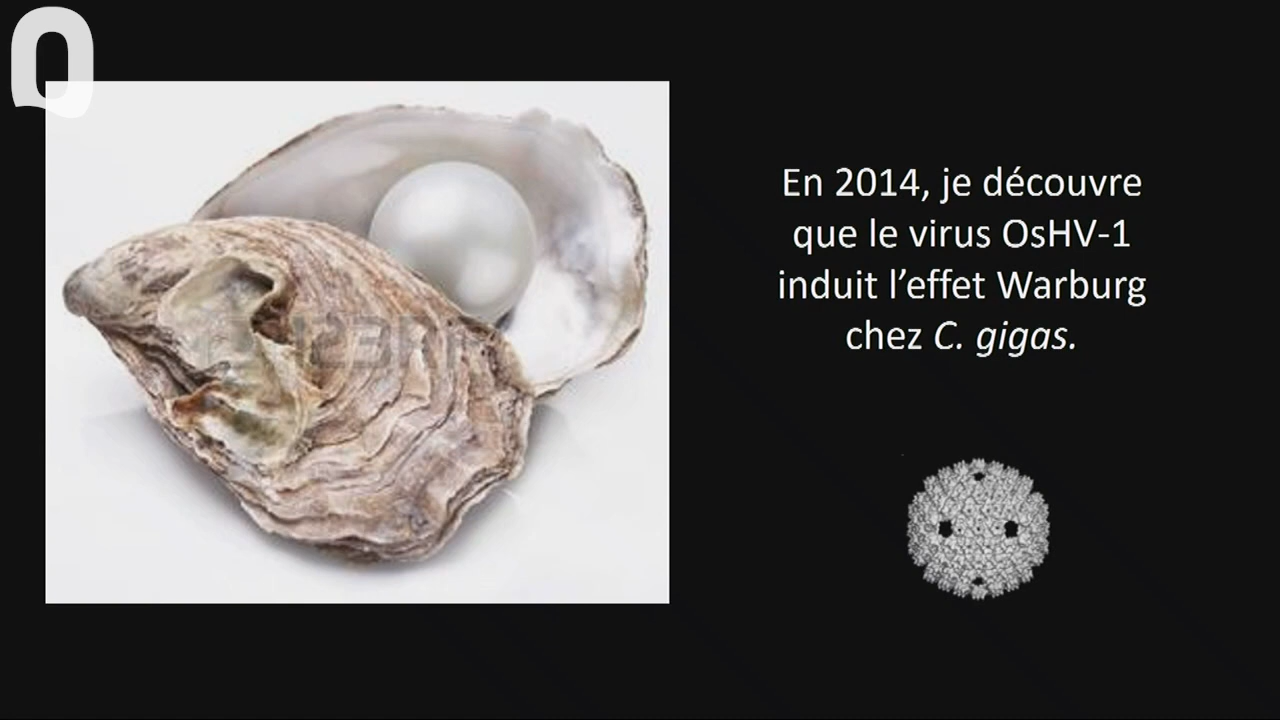 En 2014, je découvre
que le virus OsHV-1
induit l’effet Warburg
chez C. gigas.